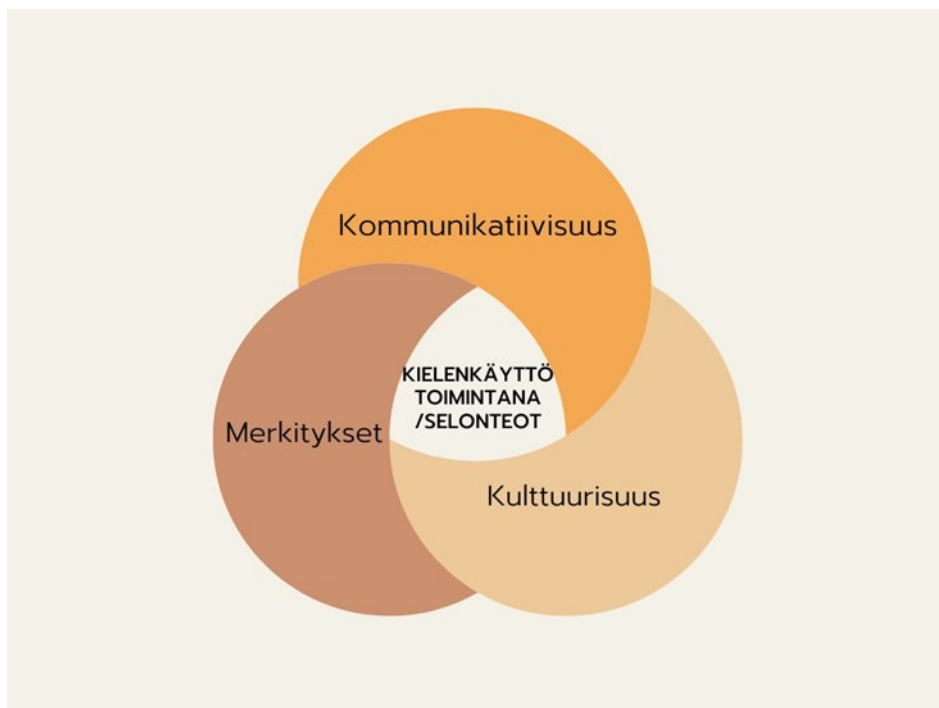 Kommunikatiivisuus
KIELENKÄYTTÖ
TOIMINTANA
/SELONTEOT
Merkitykset
Kulttuurisuus